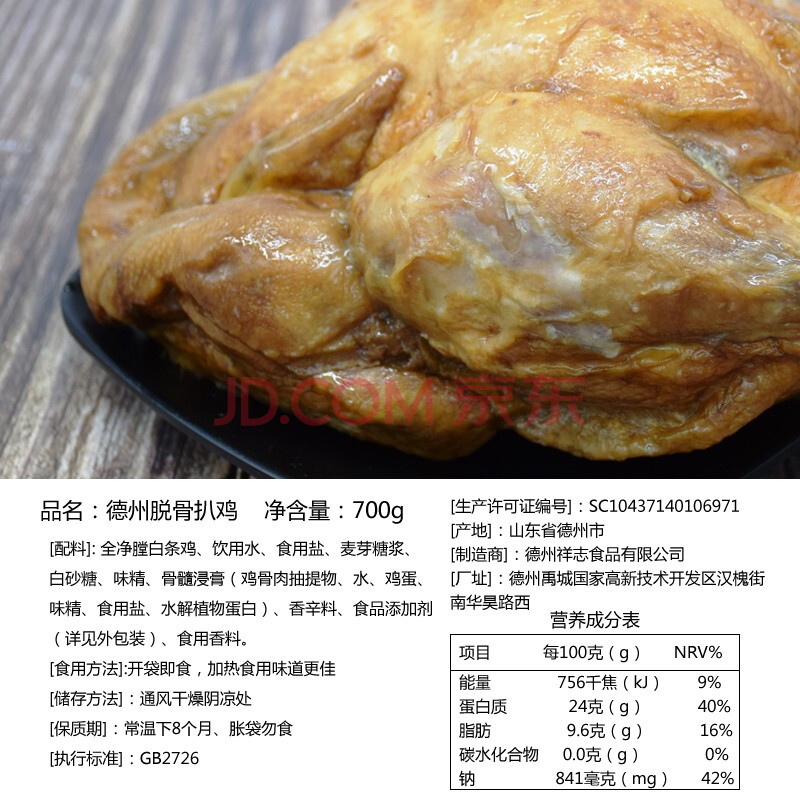 JD.COM 京东
品名：德州脱骨扒鸡 净含量：700g
[配料]: 全净膛白条鸡、饮用水、食用盐、麦芽糖浆、
白砂糖、味精、骨髓浸膏（鸡骨肉抽提物、水、鸡蛋、
味精、食用盐、水解植物蛋白）、香辛料、食品添加剂
（详见外包装）、食用香料。
[食用方法]:开袋即食，加热食用味道更佳
[储存方法]：通风干燥阴凉处
[保质期]：常温下8个月、胀袋勿食
[执行标准]：GB2726
[生产许可证编号]：SC10437140106971
[产地]：山东省德州市
[制造商]：德州祥志食品有限公司
[厂址]：德州禹城国家高新技术开发区汉槐街
南华昊路西
营养成分表
项目 每100克（g） NRV%
能量 756千焦（kJ） 9%
蛋白质 24克（g） 40%
脂肪 9.6克（g） 16%
碳水化合物 0.0克（g） 0%
钠 841毫克（mg） 42%